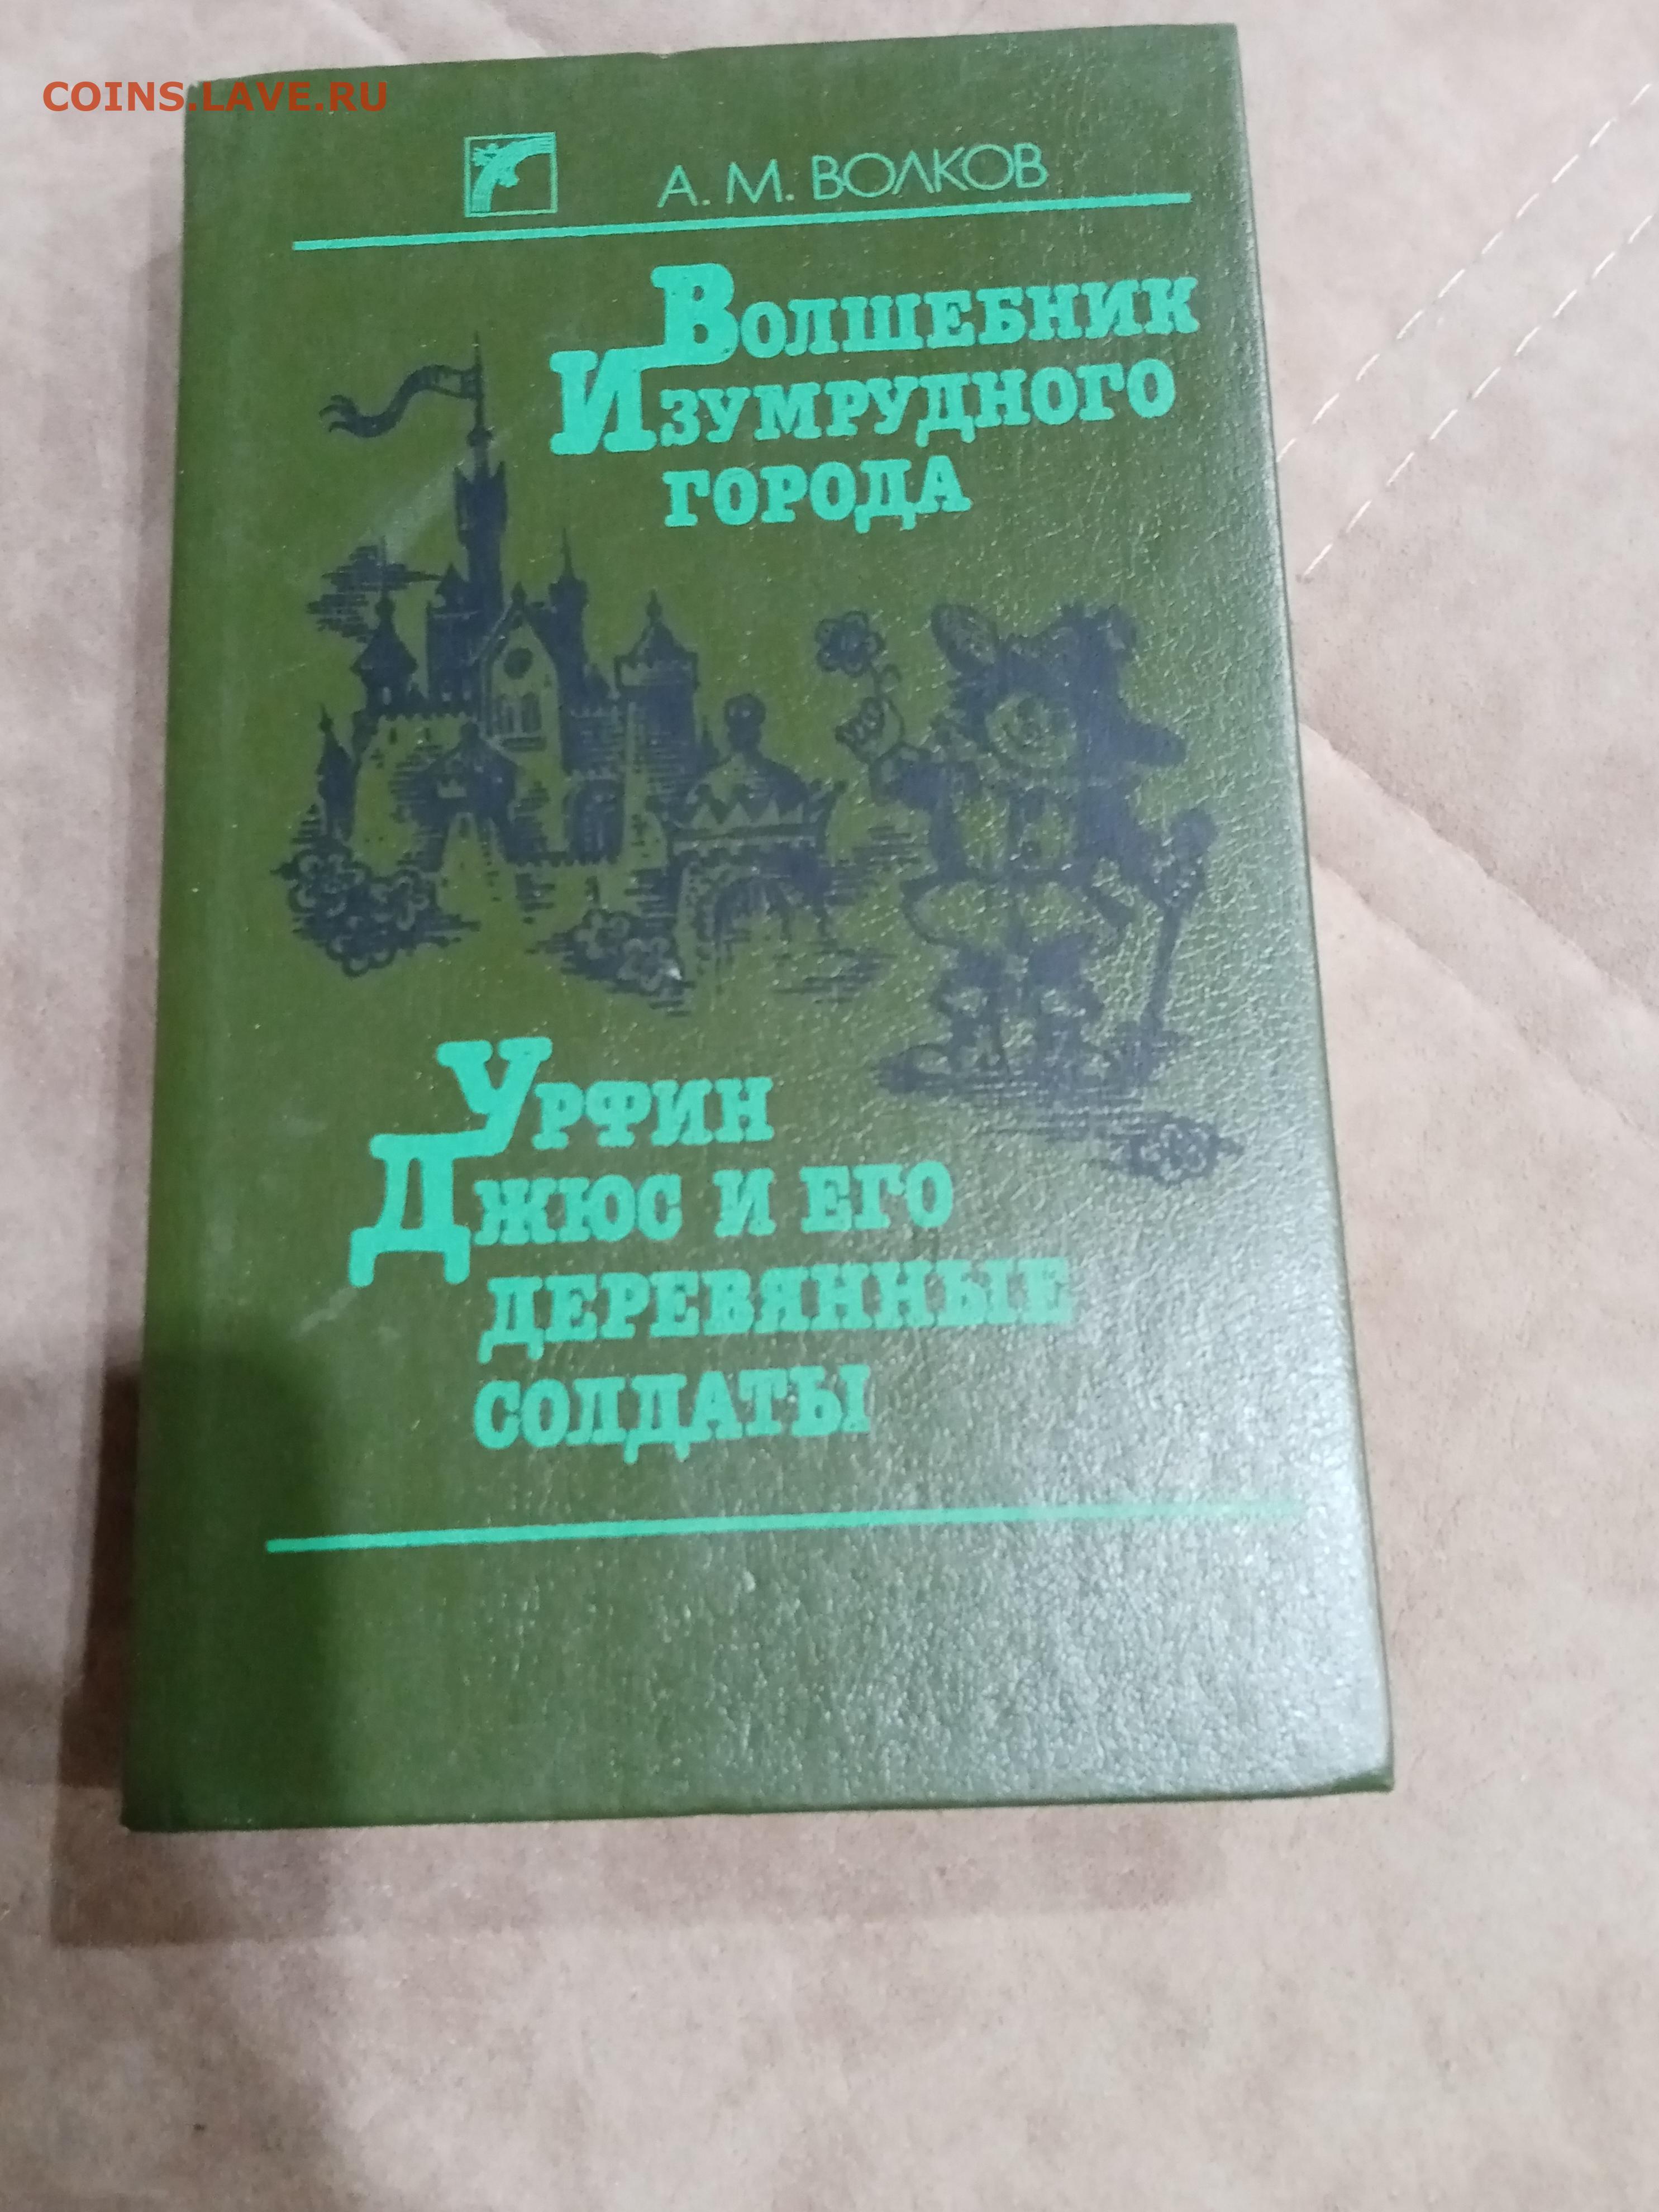 COINS.LAVE.RU
А. М. ВОЛКОВ
ВОЛШЕБНИК
ИЗУМРУДНОГО
ГОРОДА
УРФИН
ДЖЮС И ЕГО
ДЕРЕВЯННЫЕ
СОЛДАТЫ